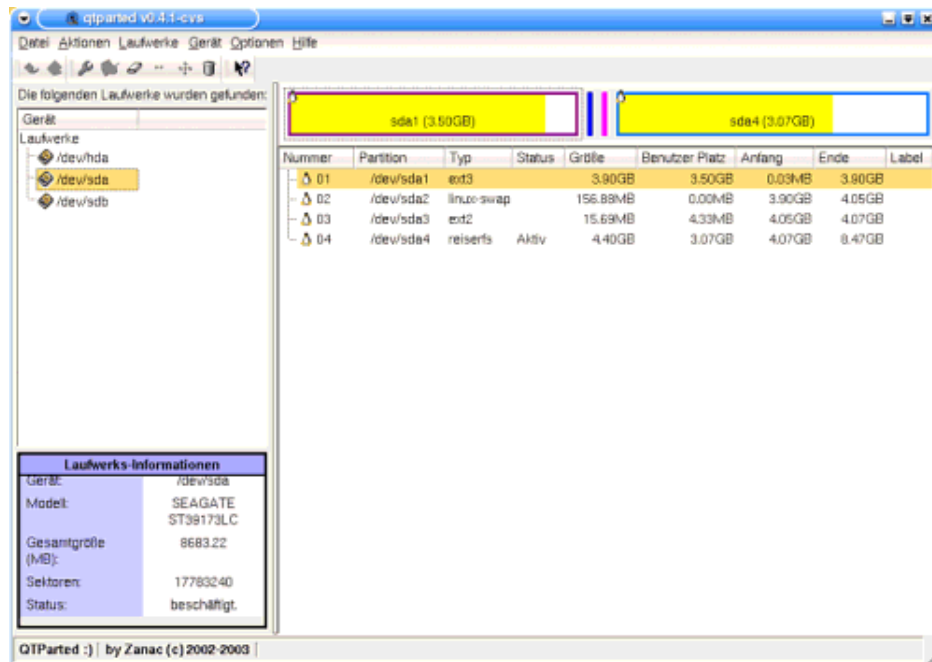 qtparted v0.4.1-cvs
Datei Aktionen Laufwerke Gerät Optionen Hilfe
Die folgenden Laufwerke wurden gefunden:
Gerät
Laufwerke
/dev/hda
/dev/sda
/dev/sdb
sda1 (3.50GB)
sda4 (3.07GB)
Nummer Partition Typ Status Größe Benutzer Platz Anfang Ende Label
01 /dev/sda1 ext3 3.90GB 3.50GB 0.03MB 3.90GB
02 /dev/sda2 linux-swap 156.88MB 0.00MB 3.90GB 4.05GB
03 /dev/sda3 ext2 15.69MB 4.33MB 4.05GB 4.07GB
04 /dev/sda4 reiserfs Aktiv 4.40GB 3.07GB 4.07GB 8.47GB
Laufwerks-Informationen
Gerät: /dev/sda
Modell: SEAGATE
ST39173LC
Gesamtgröße 8683.22
(MB):
Sektoren: 17783240
Status: beschäftigt.
QTParted :) by Zanac (c) 2002-2003